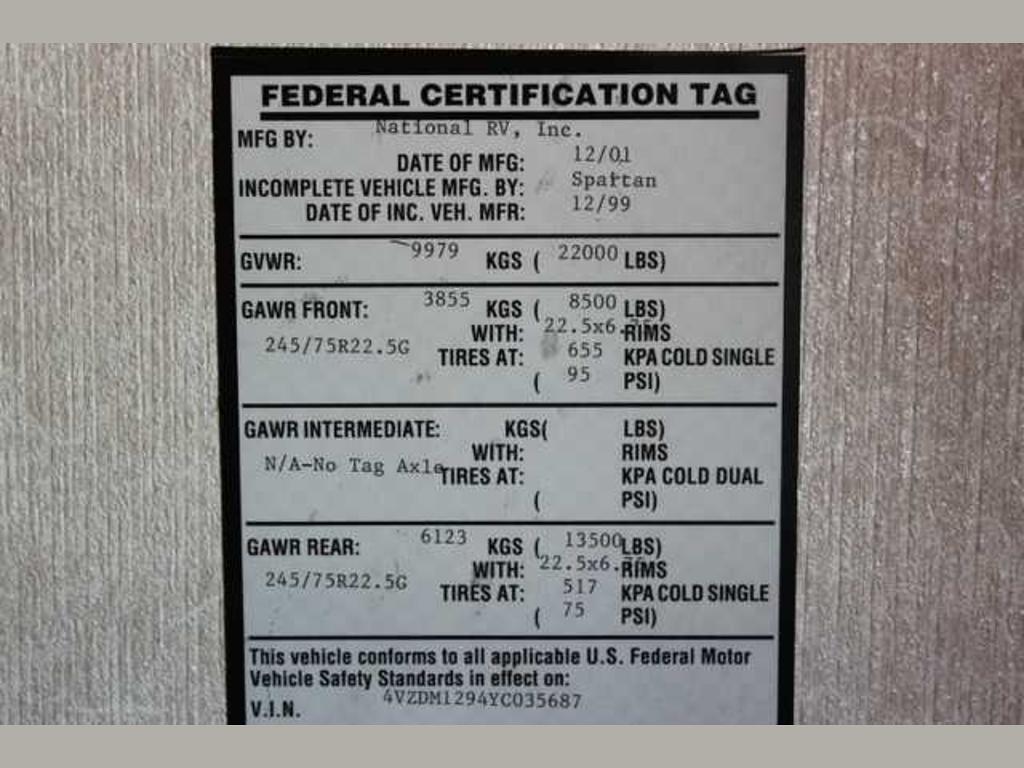 FEDERAL CERTIFICATION TAG
MFG BY: National RV, Inc.
DATE OF MFG: 12/01
INCOMPLETE VEHICLE MFG. BY: Spartan
DATE OF INC. VEH. MFR: 12/99
GVWR: 9979 KGS ( 22000 LBS)
GAWR FRONT: 3855 KGS ( 8500 LBS)
WITH: 22.5x6.75 RIMS
245/75R22.5G TIRES AT: 655 KPA COLD SINGLE
( 95 PSI)
GAWR INTERMEDIATE: KGS( LBS)
WITH: RIMS
N/A-No Tag Axle TIRES AT: KPA COLD DUAL
( PSI)
GAWR REAR: 6123 KGS ( 13500 LBS)
WITH: 22.5x6.75 RIMS
245/75R22.5G TIRES AT: 517 KPA COLD SINGLE
( 75 PSI)
This vehicle conforms to all applicable U.S. Federal Motor
Vehicle Safety Standards in effect on:
V.I.N. 4VZDM1294YC035687